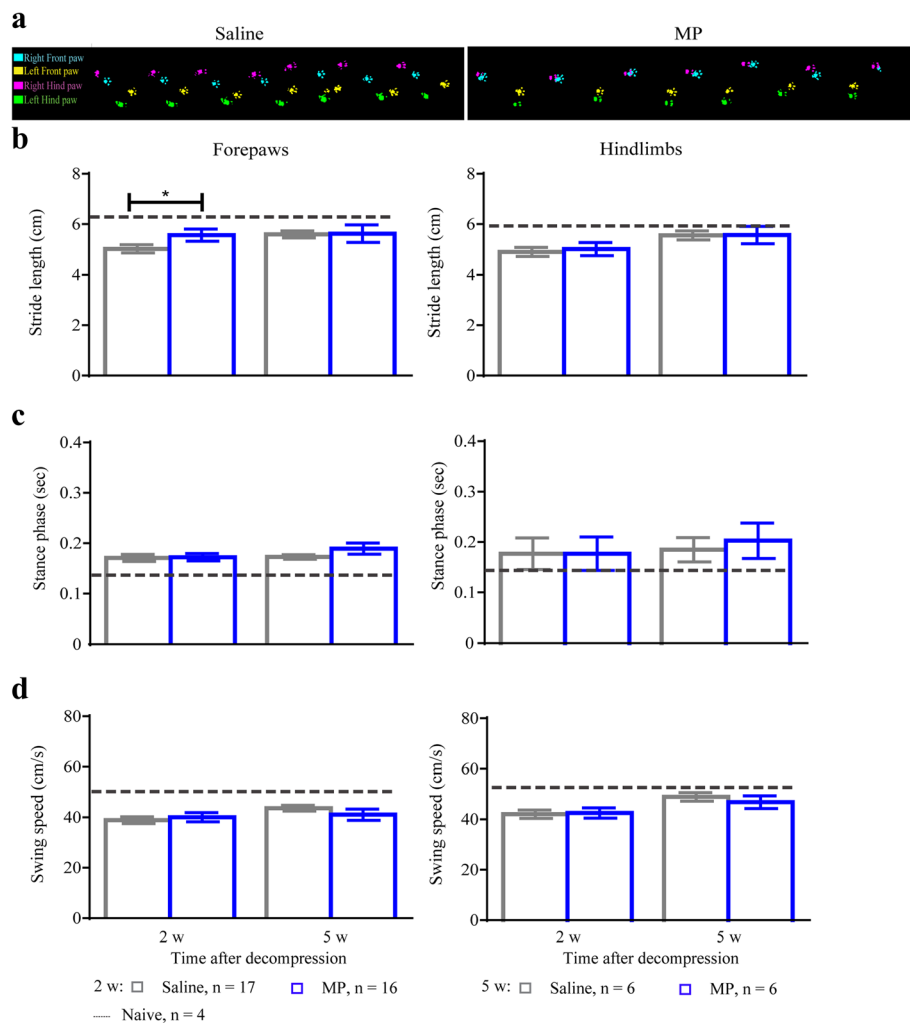 a
Saline
MP
Right Front paw
Left Front paw
Right Hind paw
Left Hind paw
b
Forepaws
Hindlimbs
Stride length (cm)
8
6
4
2
0
*
Stride length (cm)
8
6
4
2
0
c
Stance phase (sec)
0.4
0.3
0.2
0.1
0
Stance phase (sec)
0.4
0.3
0.2
0.1
0
d
Swing speed (cm/s)
80
60
40
20
0
2 w
5 w
Time after decompression
Swing speed (cm/s)
80
60
40
20
0
2 w
5 w
Time after decompression
2 w: Saline, n = 17 MP, n = 16
5 w: Saline, n = 6 MP, n = 6
Naive, n = 4